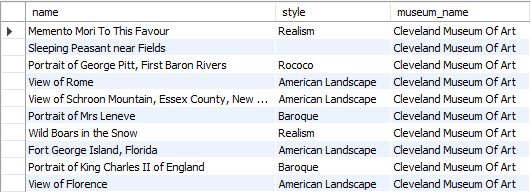 name style museum_name
Memento Mori To This Favour Realism Cleveland Museum Of Art
Sleeping Peasant near Fields Cleveland Museum Of Art
Portrait of George Pitt, First Baron Rivers Rococo Cleveland Museum Of Art
View of Rome American Landscape Cleveland Museum Of Art
View of Schroon Mountain, Essex County, New ... American Landscape Cleveland Museum Of Art
Portrait of Mrs Leneve Baroque Cleveland Museum Of Art
Wild Boars in the Snow Realism Cleveland Museum Of Art
Fort George Island, Florida American Landscape Cleveland Museum Of Art
Portrait of King Charles II of England Baroque Cleveland Museum Of Art
View of Florence American Landscape Cleveland Museum Of Art